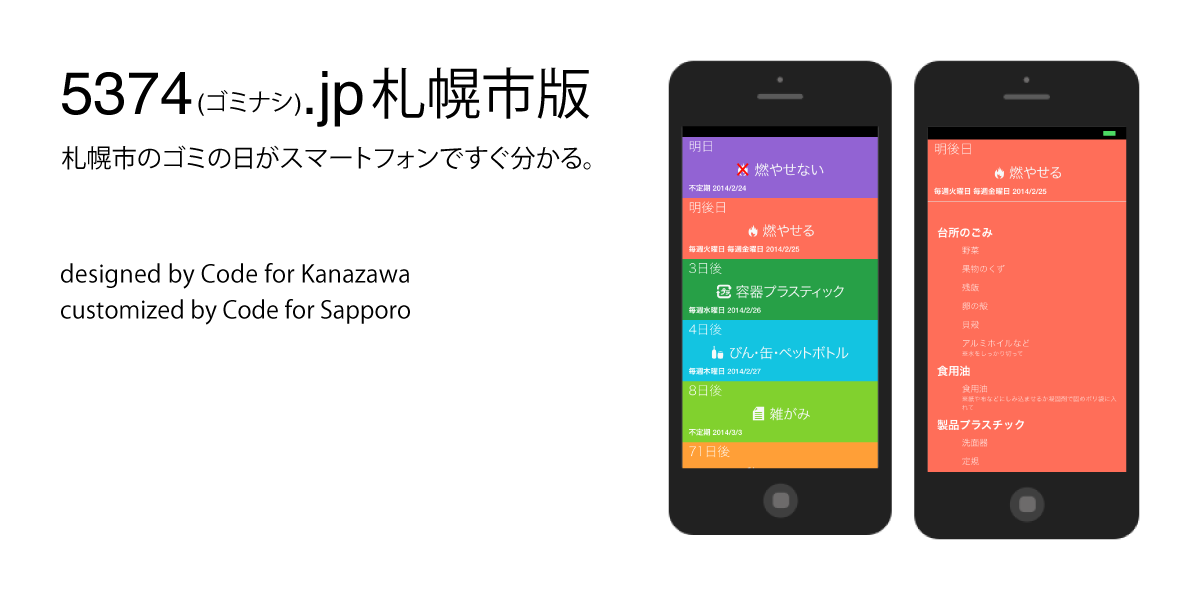 5374(ゴミナシ).jp札幌市版
札幌市のゴミの日がスマートフォンですぐ分かる。
designed by Code for Kanazawa
customized by Code for Sapporo
明日
燃やせない
不定期 2014/2/24
明後日
燃やせる
毎週火曜日 毎週金曜日 2014/2/25
3日後
容器プラスティック
毎週水曜日 2014/2/26
4日後
びん・缶・ペットボトル
毎週木曜日 2014/2/27
8日後
雑がみ
不定期 2014/3/3
71日後
明後日
燃やせる
毎週火曜日 毎週金曜日 2014/2/25
台所のごみ
野菜
果物のくず
残飯
卵の殻
貝殻
アルミホイルなど
食用油
食用油
製品プラスチック
洗面器
定規